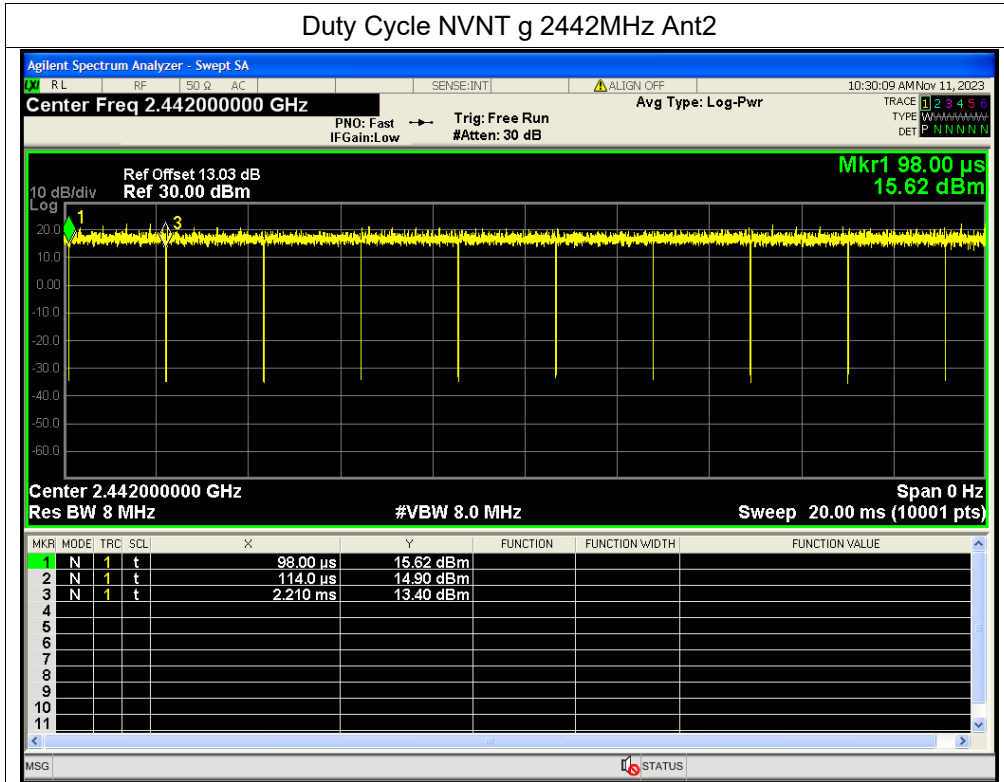 Duty Cycle NVNT g 2442MHz Ant2
Agilent Spectrum Analyzer - Swept SA
LXI RL RF 50 Ω AC SENSE:INT ALIGN OFF 10:30:09 AM Nov 11, 2023
Center Freq 2.442000000 GHz Avg Type: Log-Pwr TRACE 1 2 3 4 5 6
PNO: Fast Trig: Free Run TYPE W
IFGain:Low #Atten: 30 dB DET P N N N N N
Mkr1 98.00 µs
Ref Offset 13.03 dB
10 dB/div Ref 30.00 dBm 15.62 dBm
Log
1
3
20.0
10.0
0.00
-10.0
-20.0
-30.0
-40.0
-50.0
-60.0
Center 2.442000000 GHz Span 0 Hz
Res BW 8 MHz #VBW 8.0 MHz Sweep 20.00 ms (10001 pts)
MKR MODE TRC SCL X Y FUNCTION FUNCTION WIDTH FUNCTION VALUE
1 N 1 t 98.00 µs 15.62 dBm
2 N 1 t 114.0 µs 14.90 dBm
3 N 1 t 2.210 ms 13.40 dBm
4
5
6
7
8
9
10
11
MSG STATUS